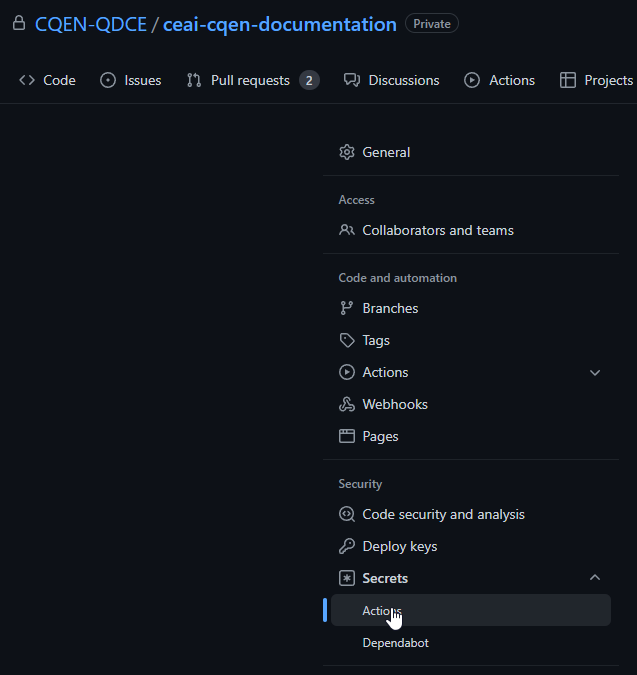 CQEN-QDCE / ceai-cqen-documentation Private
Code Issues Pull requests 2 Discussions Actions Projects
General
Access
Collaborators and teams
Code and automation
Branches
Tags
Actions
Webhooks
Pages
Security
Code security and analysis
Deploy keys
Secrets
Actions
Dependabot